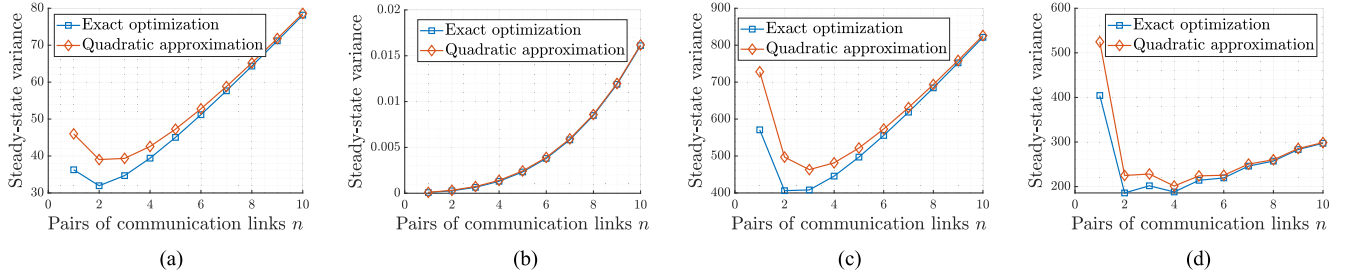 80
70
60
50
40
30
0
2
4
6
8
10
Steady-state variance
Exact optimization
Quadratic approximation
Pairs of communication links n
(a)
0.02
0.015
0.01
0.005
0
0
2
4
6
8
10
Steady-state variance
Exact optimization
Quadratic approximation
Pairs of communication links n
(b)
900
800
700
600
500
400
0
2
4
6
8
10
Steady-state variance
Exact optimization
Quadratic approximation
Pairs of communication links n
(c)
600
500
400
300
200
0
2
4
6
8
10
Steady-state variance
Exact optimization
Quadratic approximation
Pairs of communication links n
(d)